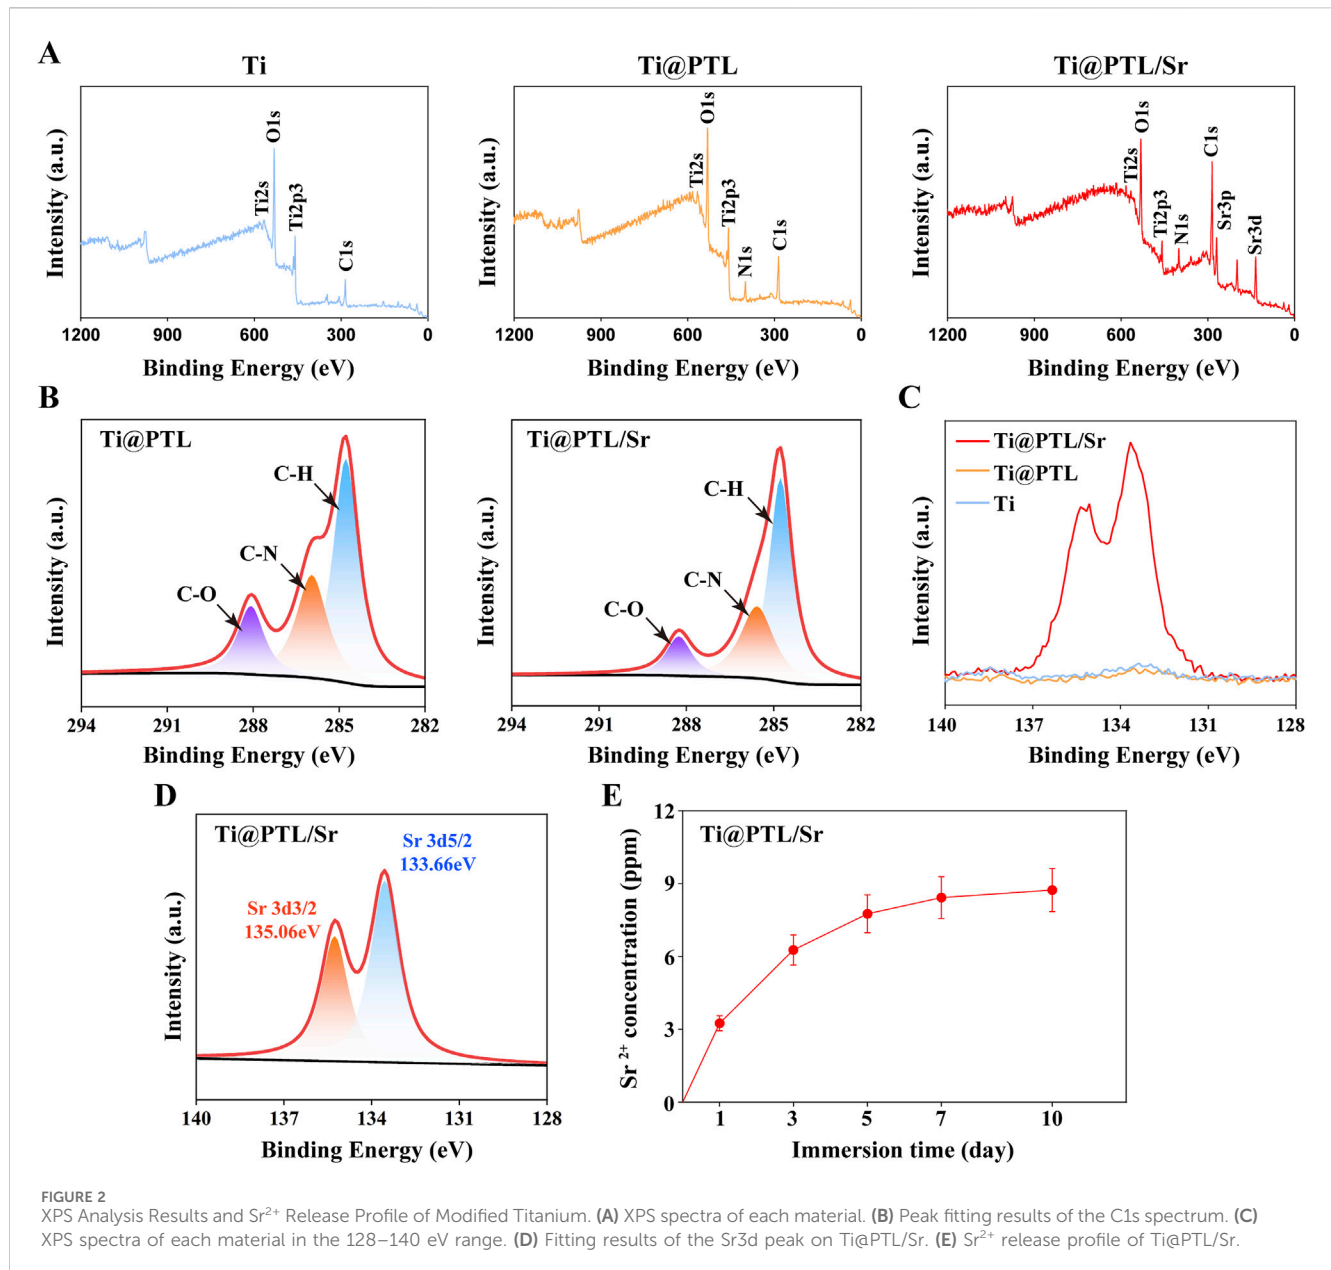 A
Ti
Intensity (a.u.)
O1s
Ti2s
Ti2p3
C1s
1200 900 600 300 0
Binding Energy (eV)
Ti@PTL
Intensity (a.u.)
O1s
Ti2s
Ti2p3
N1s
C1s
1200 900 600 300 0
Binding Energy (eV)
Ti@PTL/Sr
Intensity (a.u.)
O1s
Ti2s
Ti2p3
N1s
C1s
Sr3p
Sr3d
1200 900 600 300 0
Binding Energy (eV)
B
Ti@PTL
Intensity (a.u.)
C-H
C-N
C-O
294 291 288 285 282
Binding Energy (eV)
Ti@PTL/Sr
Intensity (a.u.)
C-H
C-N
C-O
294 291 288 285 282
Binding Energy (eV)
C
Intensity (a.u.)
Ti@PTL/Sr
Ti@PTL
Ti
140 137 134 131 128
Binding Energy (eV)
D
Ti@PTL/Sr
Intensity (a.u.)
Sr 3d5/2
133.66eV
Sr 3d3/2
135.06eV
140 137 134 131 128
Binding Energy (eV)
E
Ti@PTL/Sr
Sr 2+ concentration (ppm)
12
9
6
3
0
1 3 5 7 10
Immersion time (day)
FIGURE 2
XPS Analysis Results and Sr²⁺ Release Profile of Modified Titanium. (A) XPS spectra of each material. (B) Peak fitting results of the C1s spectrum. (C)
XPS spectra of each material in the 128–140 eV range. (D) Fitting results of the Sr3d peak on Ti@PTL/Sr. (E) Sr²⁺ release profile of Ti@PTL/Sr.